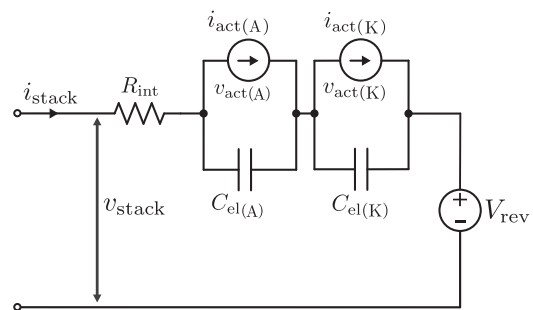 i_act(A)
i_act(K)
i_stack
R_int
v_act(A)
v_act(K)
C_el(A)
C_el(K)
v_stack
+
-
V_rev